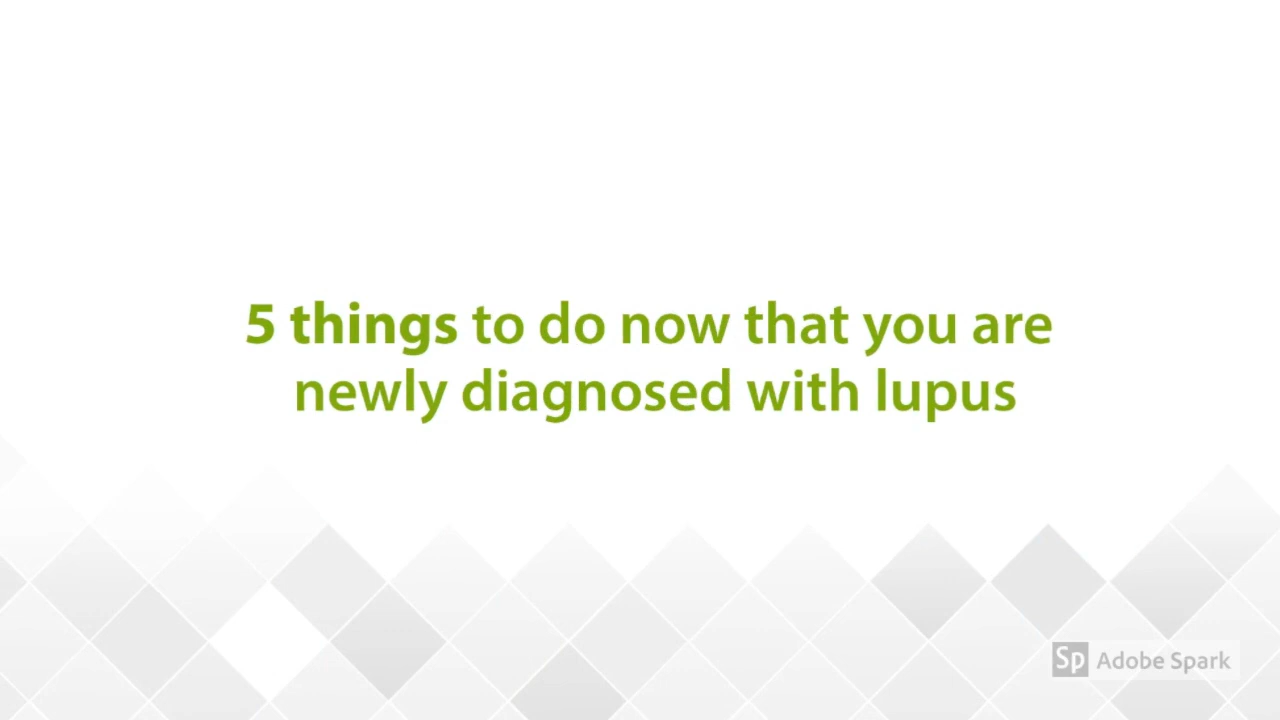 5 things to do now that you are
newly diagnosed with lupus
Sp Adobe Spark